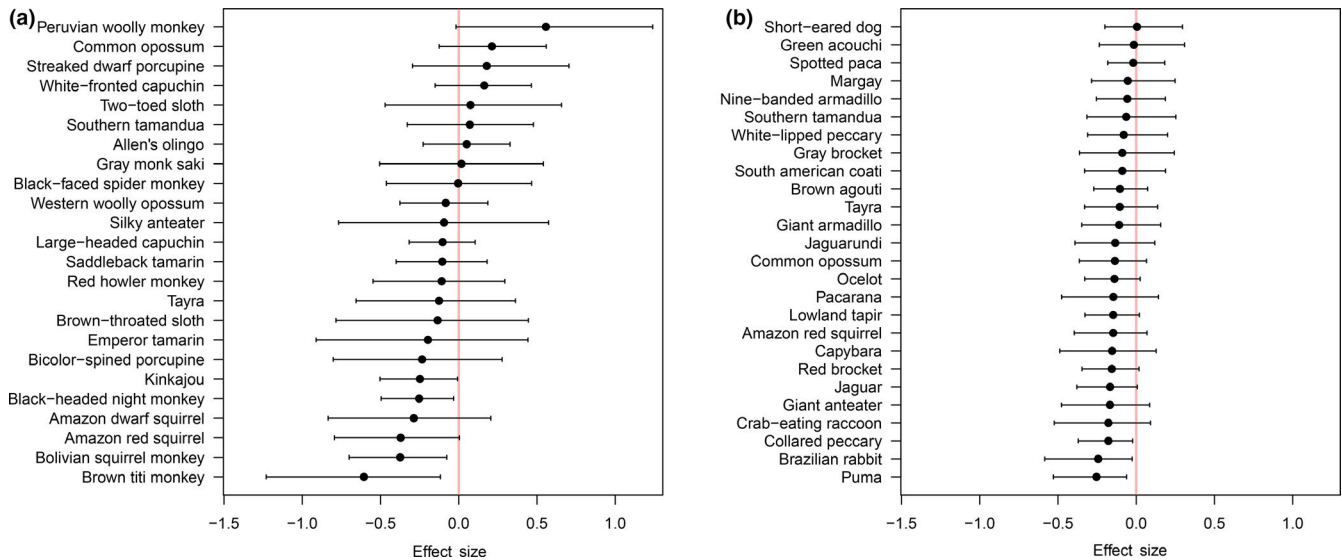 (a)
Peruvian woolly monkey
Common opossum
Streaked dwarf porcupine
White−fronted capuchin
Two−toed sloth
Southern tamandua
Allen's olingo
Gray monk saki
Black−faced spider monkey
Western woolly opossum
Silky anteater
Large−headed capuchin
Saddleback tamarin
Red howler monkey
Tayra
Brown−throated sloth
Emperor tamarin
Bicolor−spined porcupine
Kinkajou
Black−headed night monkey
Amazon dwarf squirrel
Amazon red squirrel
Bolivian squirrel monkey
Brown titi monkey
−1.5 −1.0 −0.5 0.0 0.5 1.0
Effect size
(b)
Short−eared dog
Green acouchi
Spotted paca
Margay
Nine−banded armadillo
Southern tamandua
White−lipped peccary
Gray brocket
South american coati
Brown agouti
Tayra
Giant armadillo
Jaguarundi
Common opossum
Ocelot
Pacarana
Lowland tapir
Amazon red squirrel
Capybara
Red brocket
Jaguar
Giant anteater
Crab−eating raccoon
Collared peccary
Brazilian rabbit
Puma
−1.5 −1.0 −0.5 0.0 0.5 1.0
Effect size